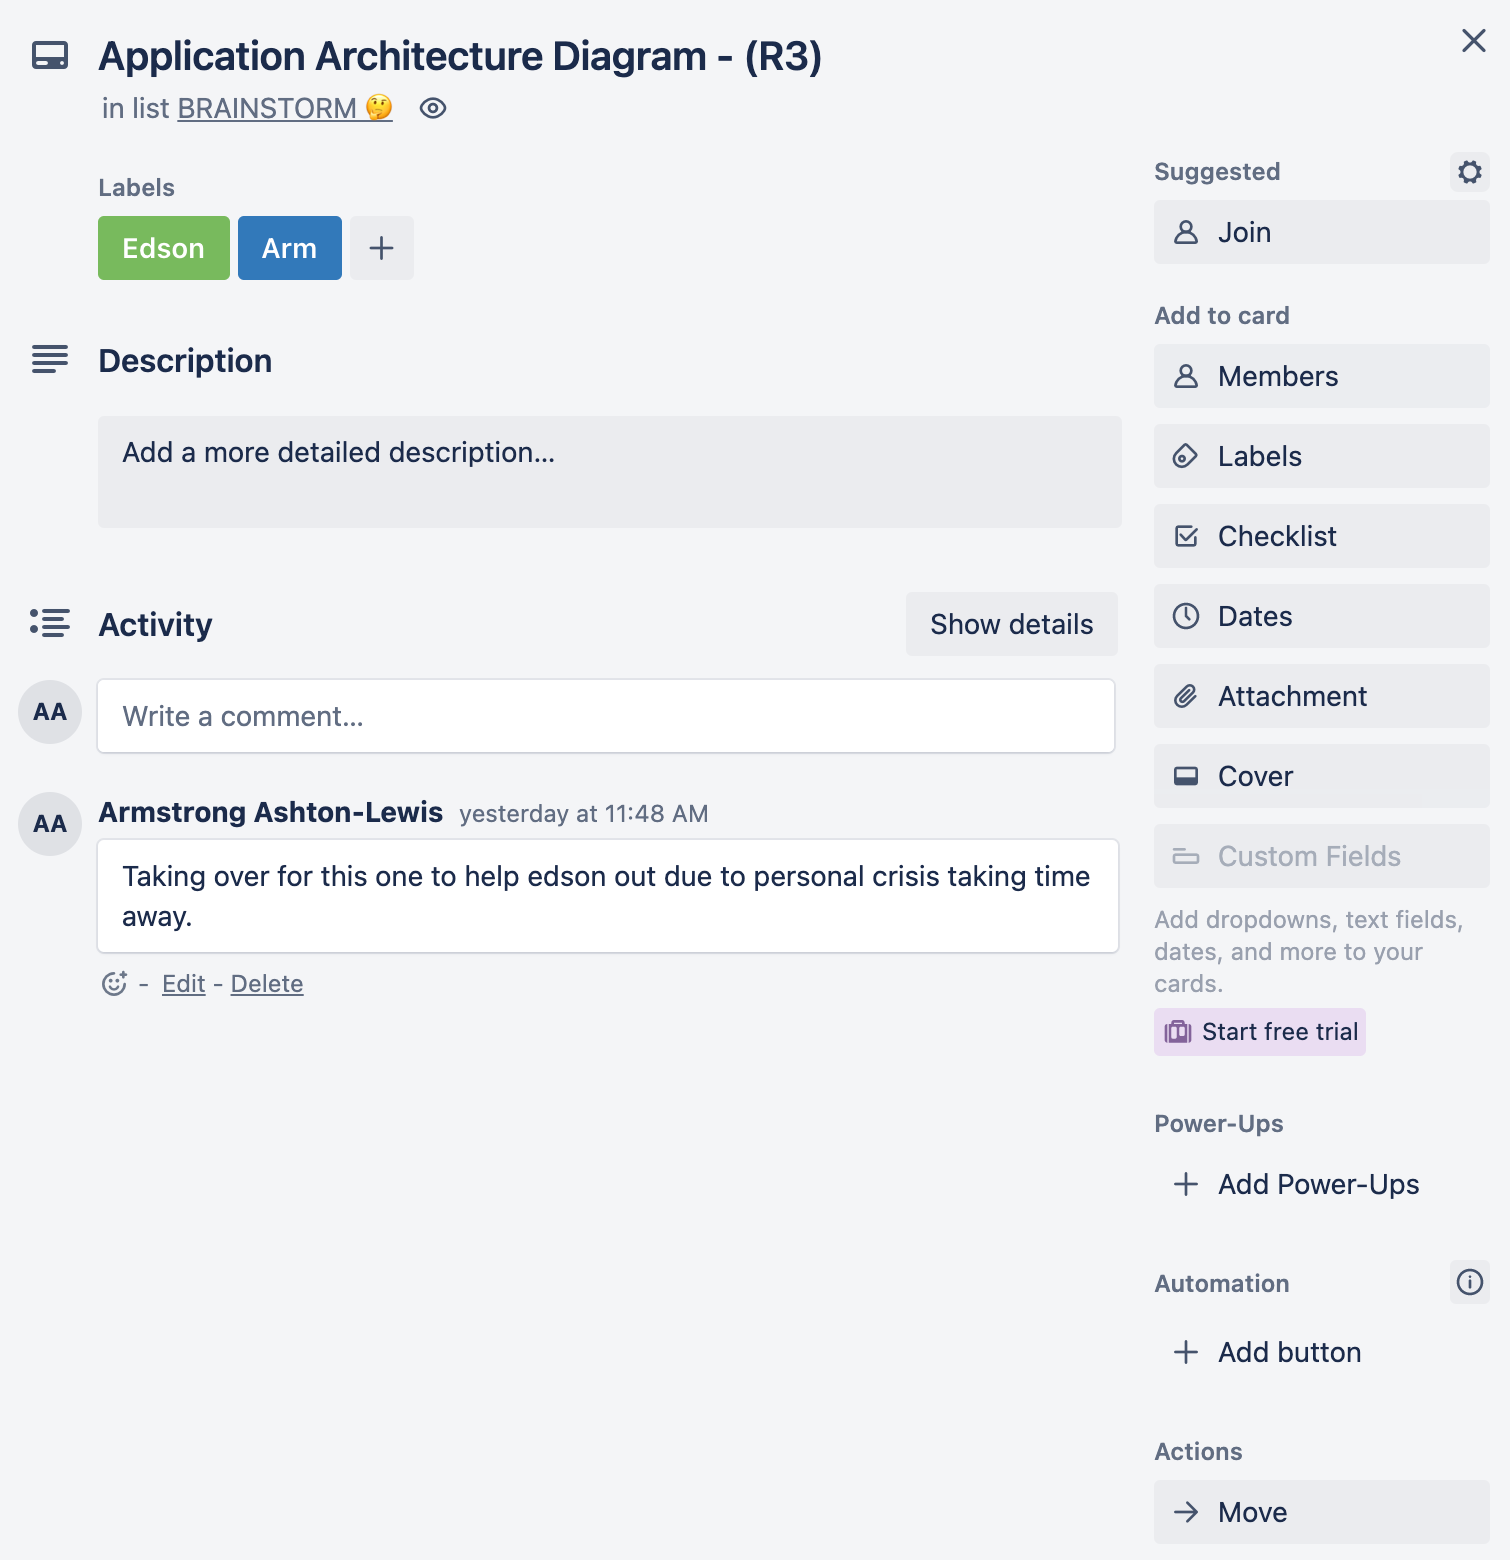 Application Architecture Diagram - (R3)
in list BRAINSTORM 🤔
Labels
Edson
Arm
Description
Add a more detailed description...
Activity
Show details
AA
Write a comment...
AA
Armstrong Ashton-Lewis yesterday at 11:48 AM
Taking over for this one to help edson out due to personal crisis taking time
away.
- Edit - Delete
Suggested
Join
Add to card
Members
Labels
Checklist
Dates
Attachment
Cover
Custom Fields
Add dropdowns, text fields,
dates, and more to your
cards.
Start free trial
Power-Ups
+ Add Power-Ups
Automation
+ Add button
Actions
→ Move